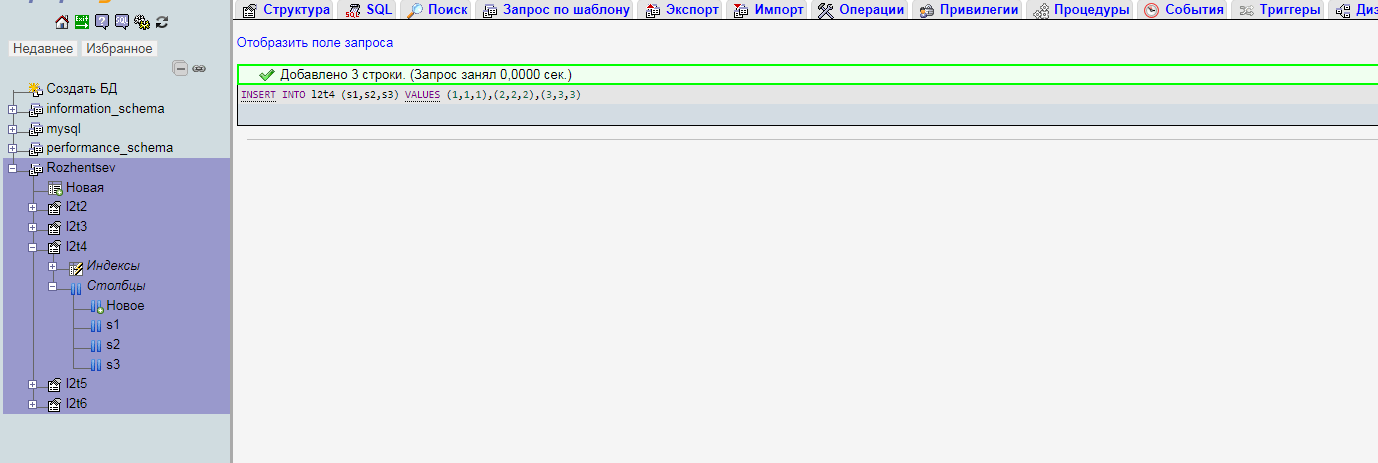 Структура SQL Поиск Запрос по шаблону Экспорт Импорт Операции Привилегии Процедуры События Триггеры
Недавнее Избранное
Создать БД
information_schema
mysql
performance_schema
Rozhentsev
Новая
l2t2
l2t3
l2t4
Индексы
Столбцы
Новое
s1
s2
s3
l2t5
l2t6
Отобразить поле запроса
Добавлено 3 строки. (Запрос занял 0,0000 сек.)
INSERT INTO l2t4 (s1,s2,s3) VALUES (1,1,1),(2,2,2),(3,3,3)